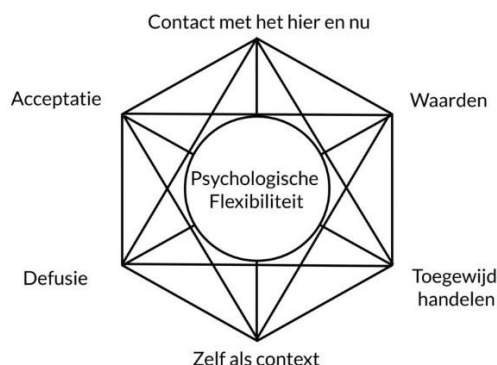 Contact met het hier en nu
Acceptatie
Waarden
Psychologische
Flexibiliteit
Defusie
Toegewijd
handelen
Zelf als context